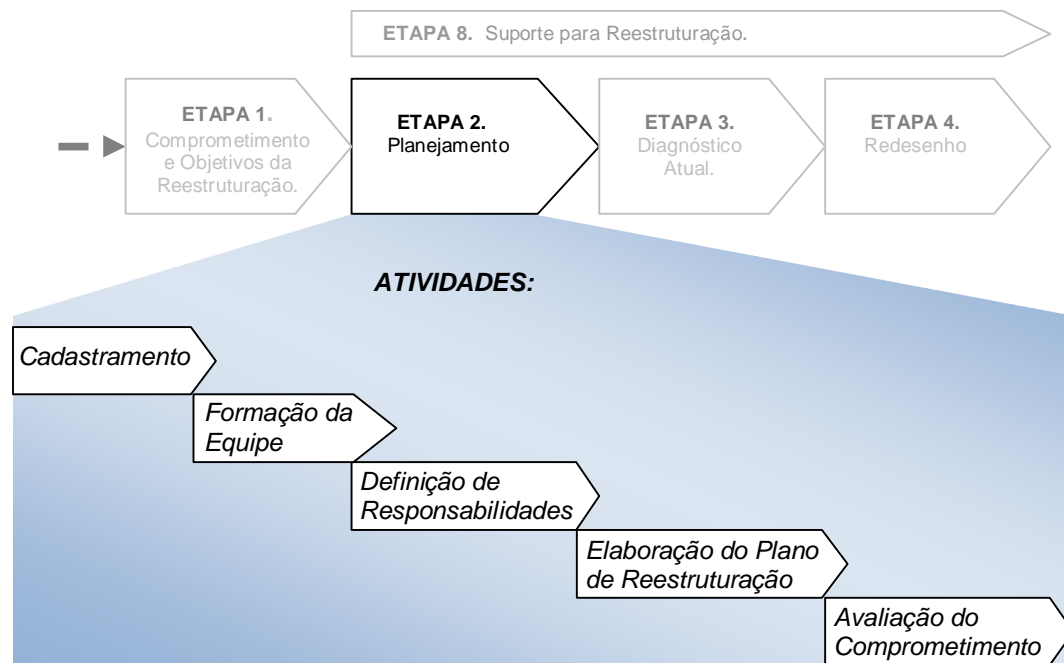 ETAPA 8. Suporte para Reestruturação.
ETAPA 1.
Comprometimento
e Objetivos da
Reestruturação.
ETAPA 2.
Planejamento
ETAPA 3.
Diagnóstico
Atual.
ETAPA 4.
Redesenho
ATIVIDADES:
Cadastramento
Formação da
Equipe
Definição de
Responsabilidades
Elaboração do Plano
de Reestruturação
Avaliação do
Comprometimento